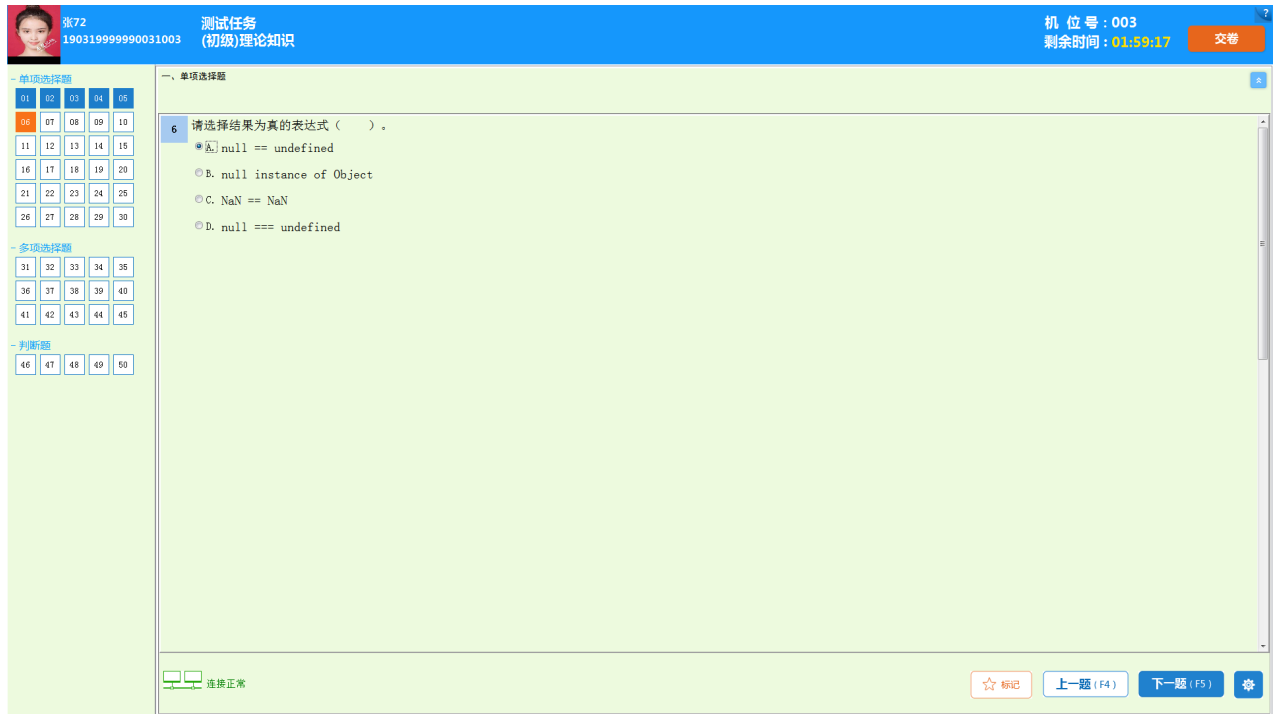 张72
190319999990031003
测试任务
(初级)理论知识
机 位 号：003
剩余时间：01:59:17
交卷
?
- 单项选择题
01 02 03 04 05
06 07 08 09 10
11 12 13 14 15
16 17 18 19 20
21 22 23 24 25
26 27 28 29 30
- 多项选择题
31 32 33 34 35
36 37 38 39 40
41 42 43 44 45
- 判断题
46 47 48 49 50
一、单项选择题
6 请选择结果为真的表达式（　　）。
A. null == undefined
B. null instance of Object
C. NaN == NaN
D. null === undefined
连接正常
标记
上一题（F4）
下一题（F5）